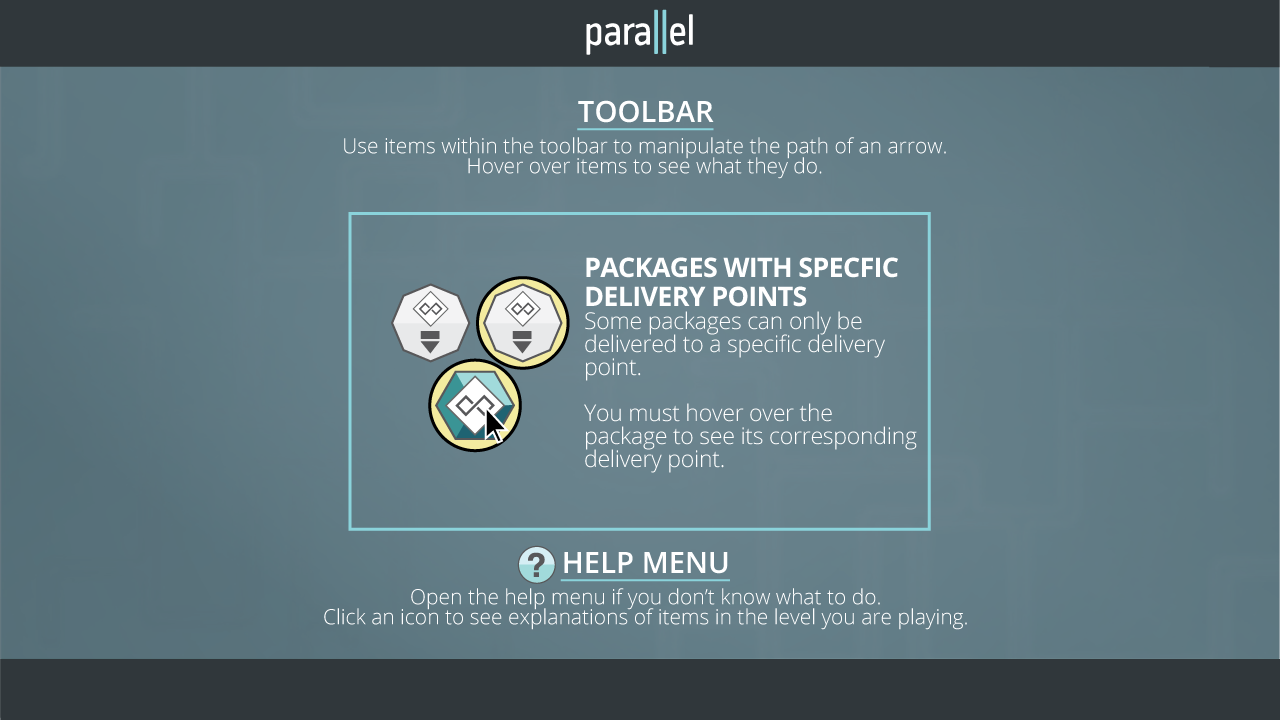 parallel
TOOLBAR
Use items within the toolbar to manipulate the path of an arrow.
Hover over items to see what they do.
PACKAGES WITH SPECFIC
DELIVERY POINTS
Some packages can only be
delivered to a specific delivery
point.
You must hover over the
package to see its corresponding
delivery point.
? HELP MENU
Open the help menu if you don’t know what to do.
Click an icon to see explanations of items in the level you are playing.